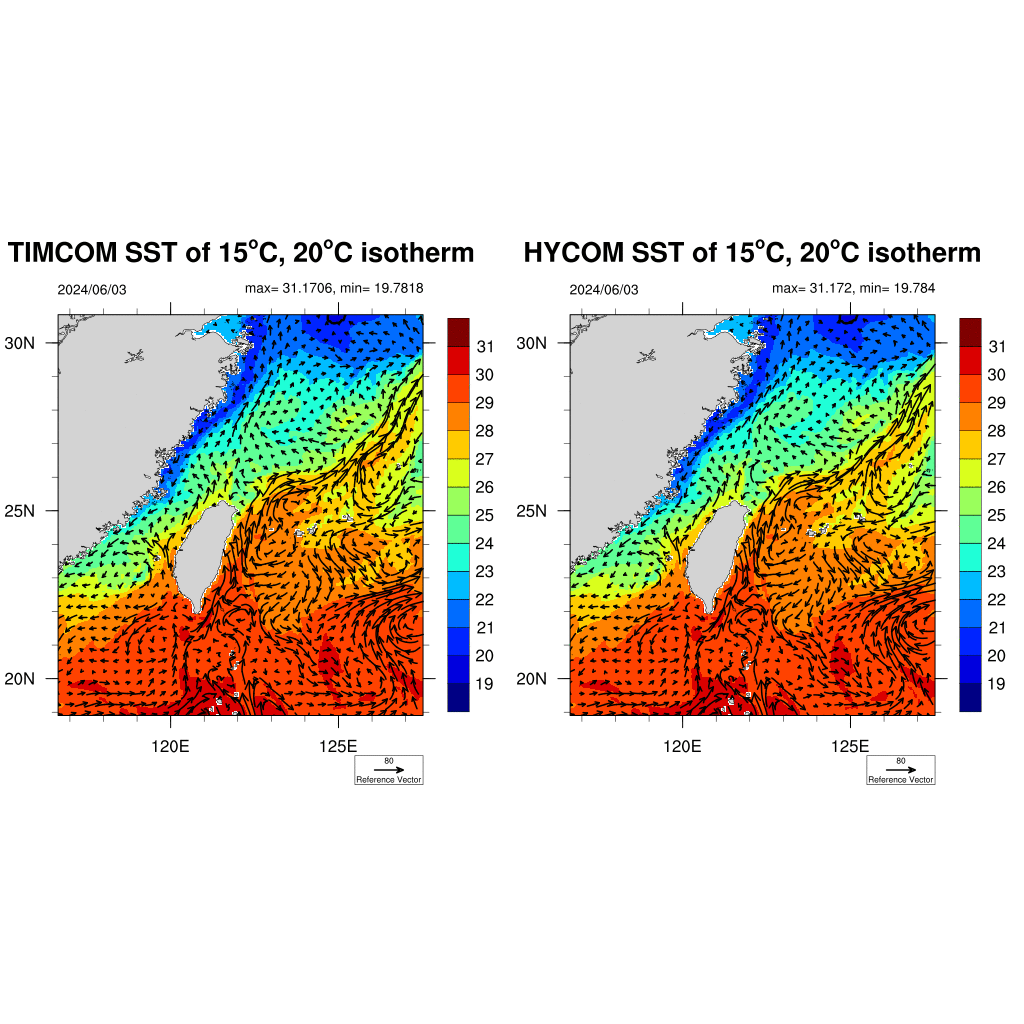 TIMCOM SST of 15°C, 20°C isotherm
2024/06/03
max= 31.1706, min= 19.7818
30N
25N
20N
120E
125E
31
30
29
28
27
26
25
24
23
22
21
20
19
80
Reference Vector
HYCOM SST of 15°C, 20°C isotherm
2024/06/03
max= 31.172, min= 19.784
30N
25N
20N
120E
125E
31
30
29
28
27
26
25
24
23
22
21
20
19
80
Reference Vector